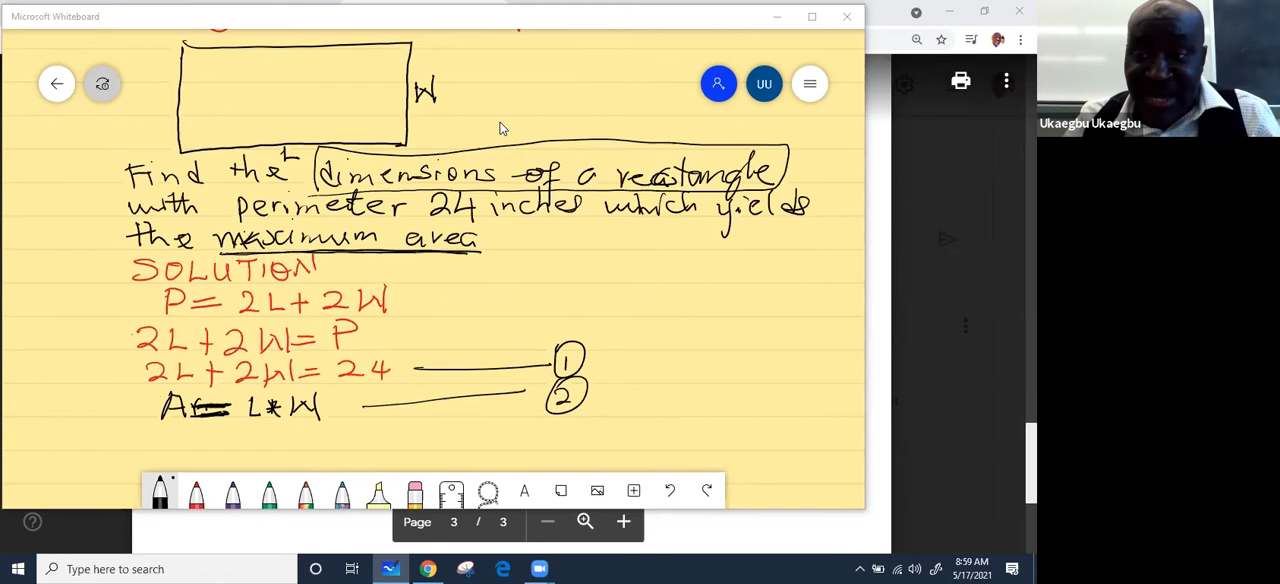 Microsoft Whiteboard
W
UU
L
Find the dimensions of a rectangle
with perimeter 24 inches which yields
the maximum area
SOLUTION
P = 2L + 2W
2L + 2W = P
2L + 2W = 24 1
A = L * W 2
A
Page 3 / 3
Type here to search
8:59 AM
5/17/2021
Ukaegbu Ukaegbu